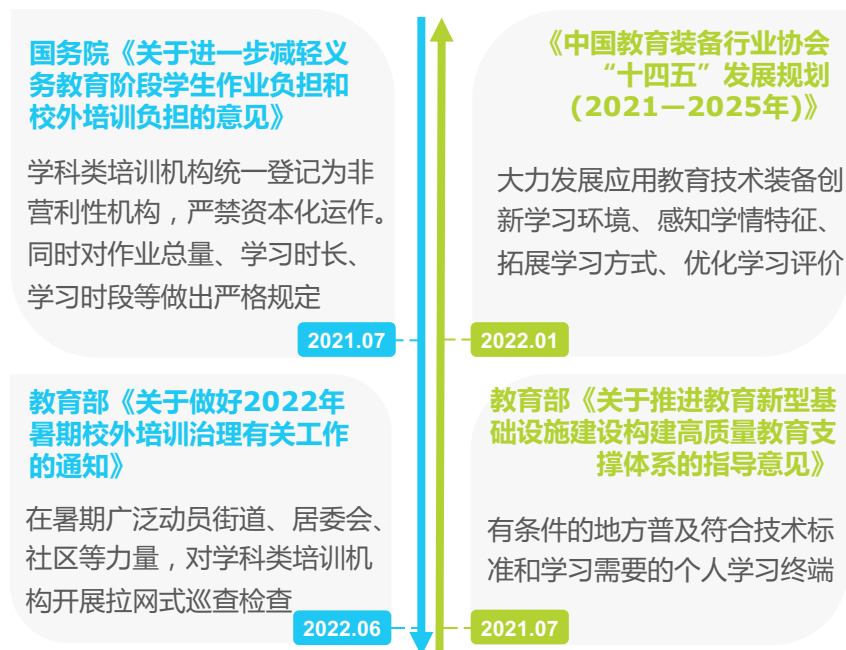 国务院《关于进一步减轻义
务教育阶段学生作业负担和
校外培训负担的意见》
学科类培训机构统一登记为非
营利性机构，严禁资本化运作。
同时对作业总量、学习时长、
学习时段等做出严格规定
2021.07
《中国教育装备行业协会
“十四五”发展规划
(2021—2025年)》
大力发展应用教育技术装备创
新学习环境、感知学情特征、
拓展学习方式、优化学习评价
2022.01
教育部《关于做好2022年
暑期校外培训治理有关工作
的通知》
在暑期广泛动员街道、居委会、
社区等力量，对学科类培训机
构开展拉网式巡查检查
2022.06
教育部《关于推进教育新型基
础设施建设构建高质量教育支
撑体系的指导意见》
有条件的地方普及符合技术标
准和学习需要的个人学习终端
2021.07